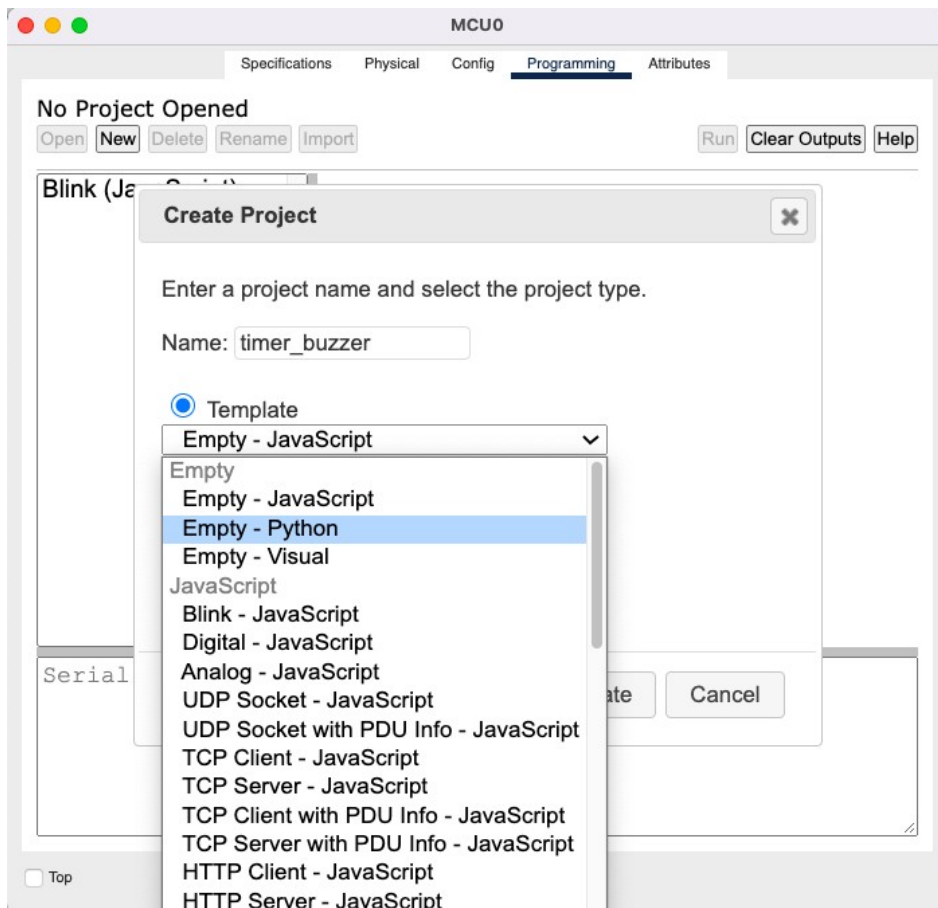 MCU0
Specifications Physical Config Programming Attributes
No Project Opened
Open New Delete Rename Import Run Clear Outputs Help
Blink (Ja
Create Project
Enter a project name and select the project type.
Name: timer_buzzer
Template
Empty - JavaScript
Empty
Empty - JavaScript
Empty - Python
Empty - Visual
JavaScript
Blink - JavaScript
Digital - JavaScript
Analog - JavaScript
UDP Socket - JavaScript
UDP Socket with PDU Info - JavaScript
TCP Client - JavaScript
TCP Server - JavaScript
TCP Client with PDU Info - JavaScript
TCP Server with PDU Info - JavaScript
HTTP Client - JavaScript
HTTP Server - JavaScript
Serial
ate Cancel
Top